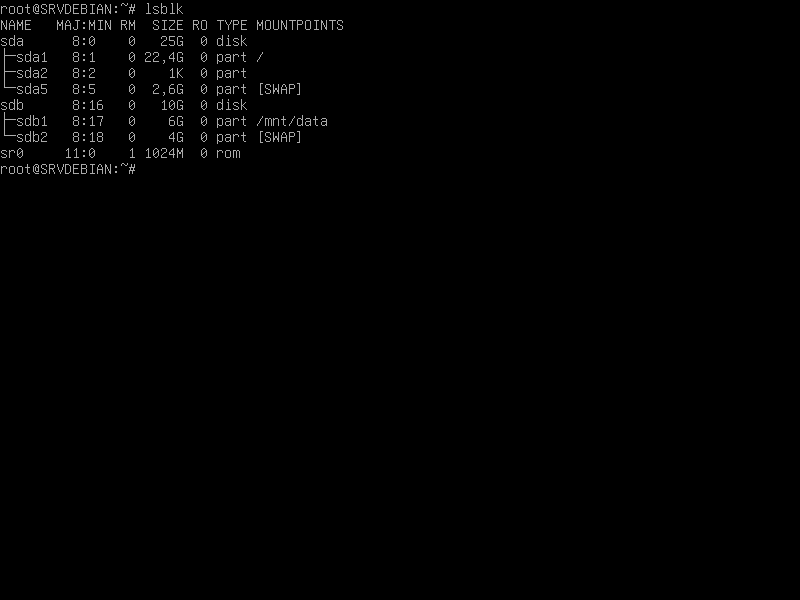 root@SRVDEBIAN:~# lsblk
NAME   MAJ:MIN RM  SIZE RO TYPE MOUNTPOINTS
sda      8:0    0   25G  0 disk
├─sda1   8:1    0 22,4G  0 part /
├─sda2   8:2    0    1K  0 part
└─sda5   8:5    0  2,6G  0 part [SWAP]
sdb      8:16   0   10G  0 disk
├─sdb1   8:17   0    6G  0 part /mnt/data
└─sdb2   8:18   0    4G  0 part [SWAP]
sr0     11:0    1 1024M  0 rom
root@SRVDEBIAN:~#